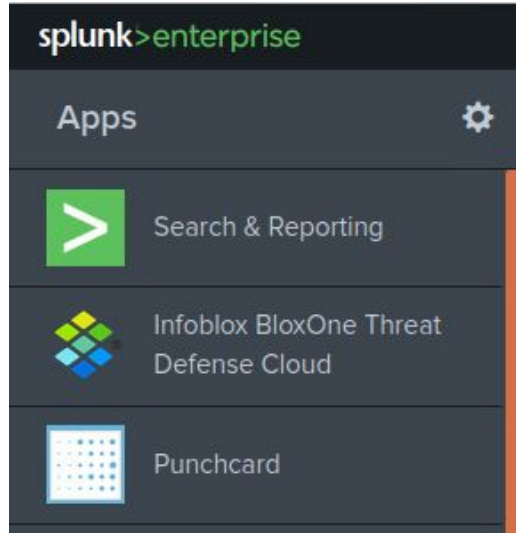 splunk>enterprise
Apps
Search & Reporting
Infoblox BloxOne Threat
Defense Cloud
Punchcard